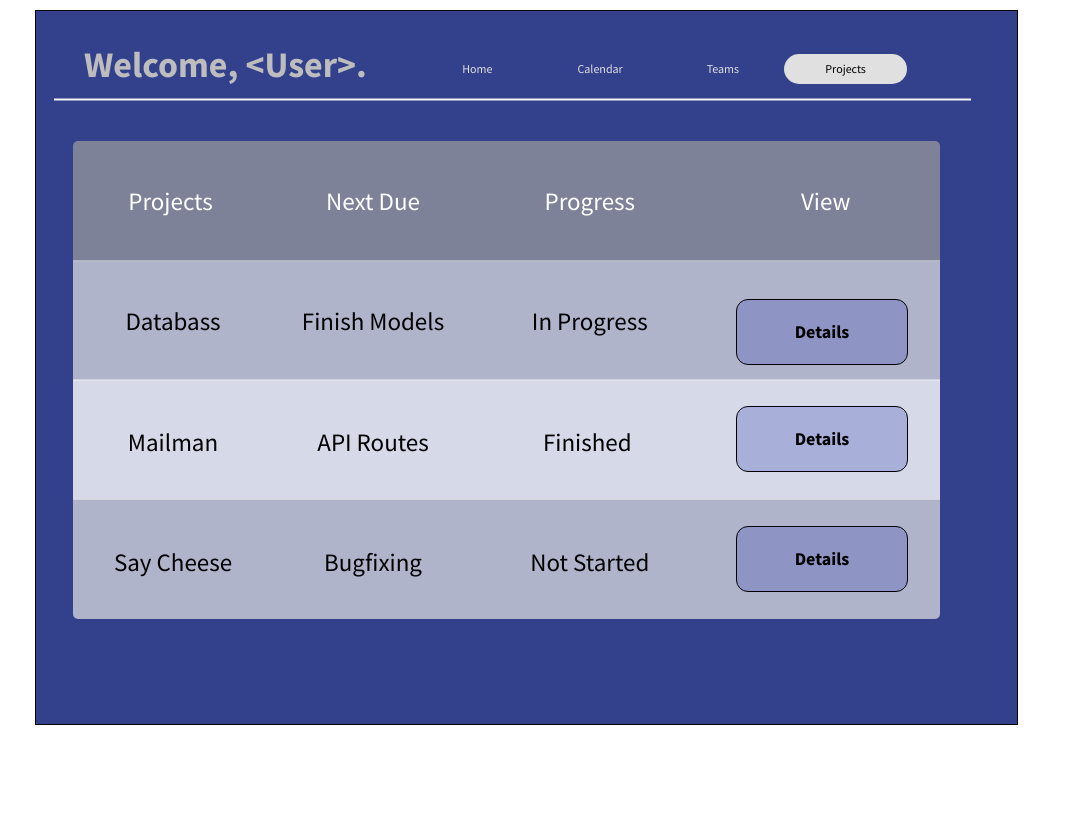 Welcome, <User>.
Home Calendar Teams Projects
Projects Next Due Progress View
Databass Finish Models In Progress Details
Mailman API Routes Finished Details
Say Cheese Bugfixing Not Started Details